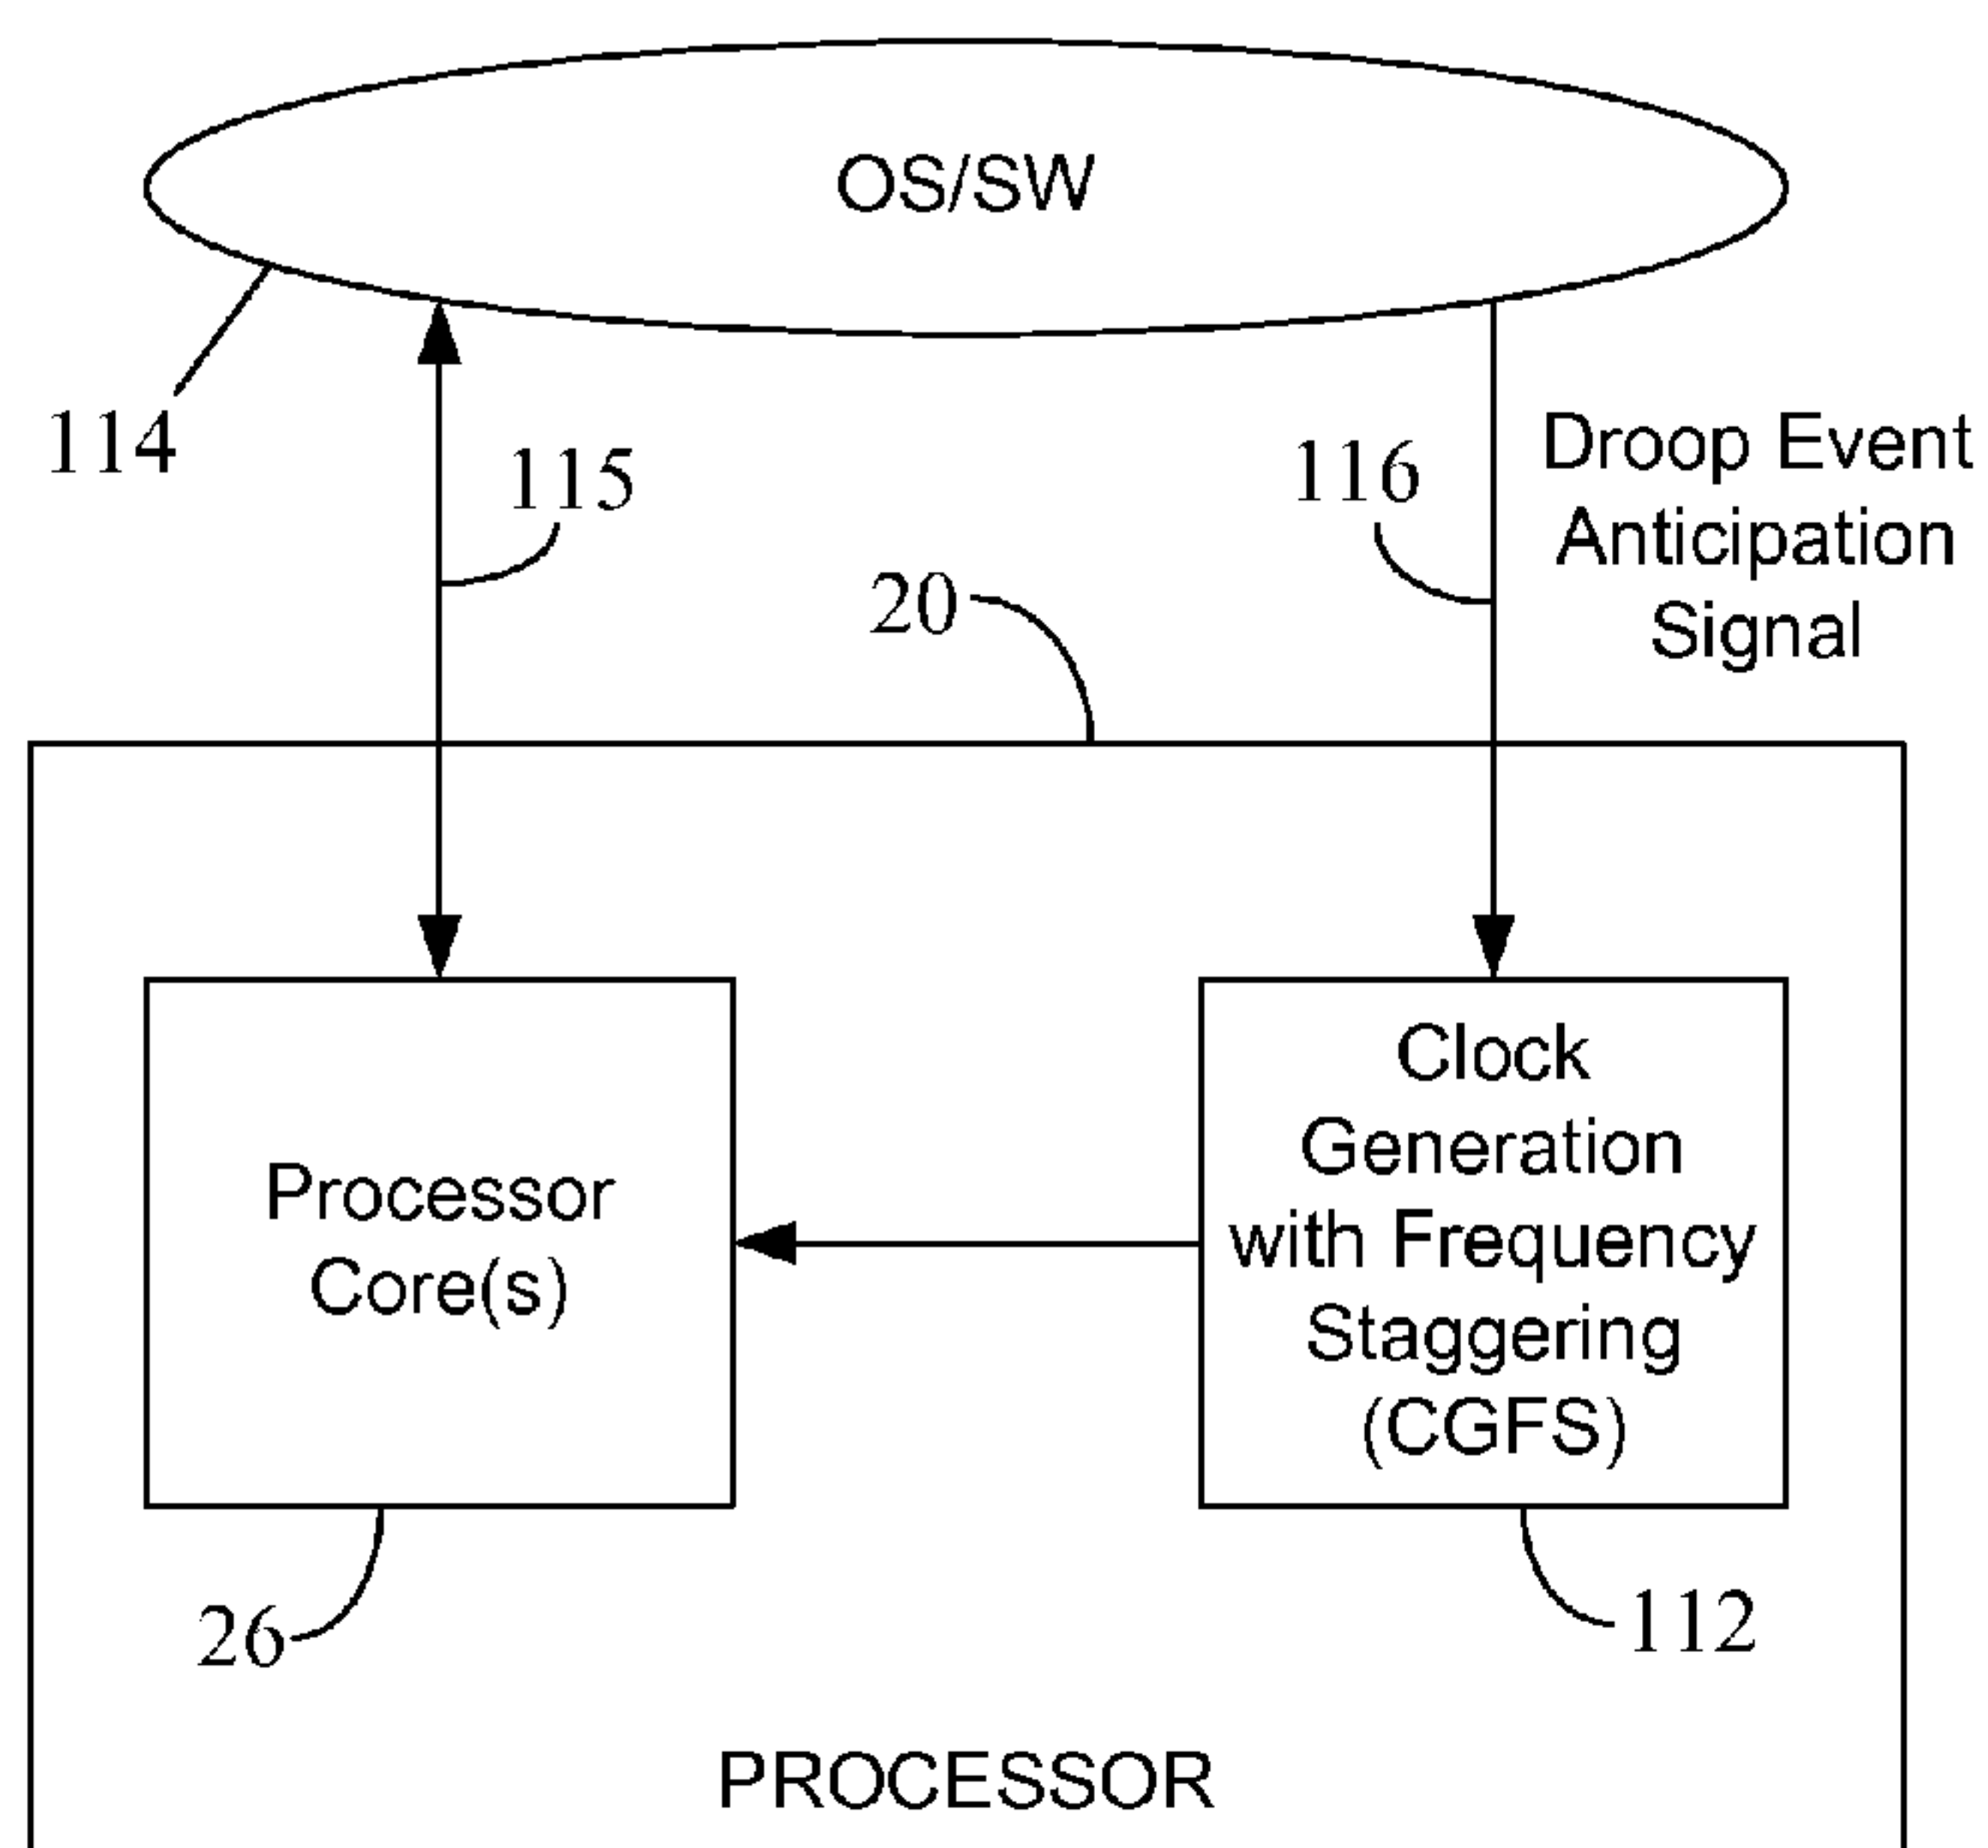 OS/SW
114
115
116
Droop Event
Anticipation
Signal
20
Processor
Core(s)
Clock
Generation
with Frequency
Staggering
(CGFS)
26
112
PROCESSOR